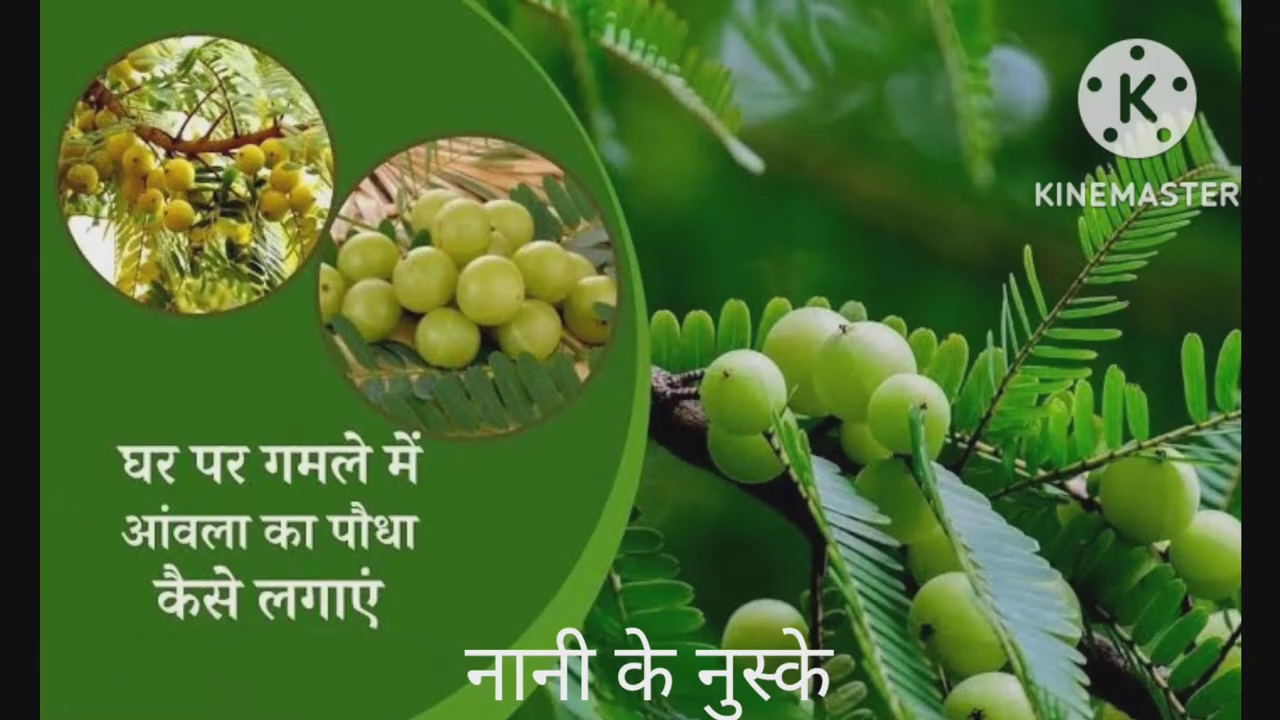 KINEMASTER
घर पर गमले में
आंवला का पौधा
कैसे लगाएं
नानी के नुस्के